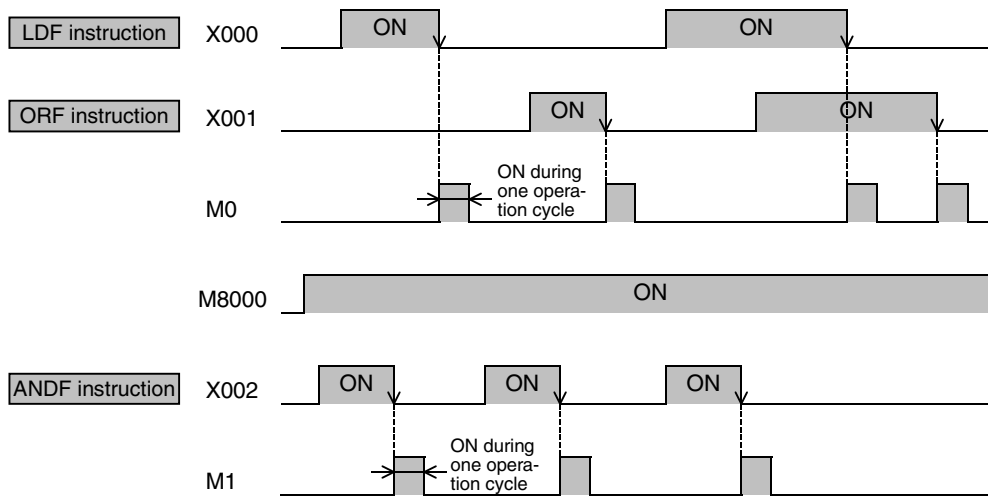 LDF instruction X000 ON ON
ORF instruction X001 ON ON
M0
ON during
one opera-
tion cycle
M8000 ON
ANDF instruction X002 ON ON ON
M1
ON during
one opera-
tion cycle